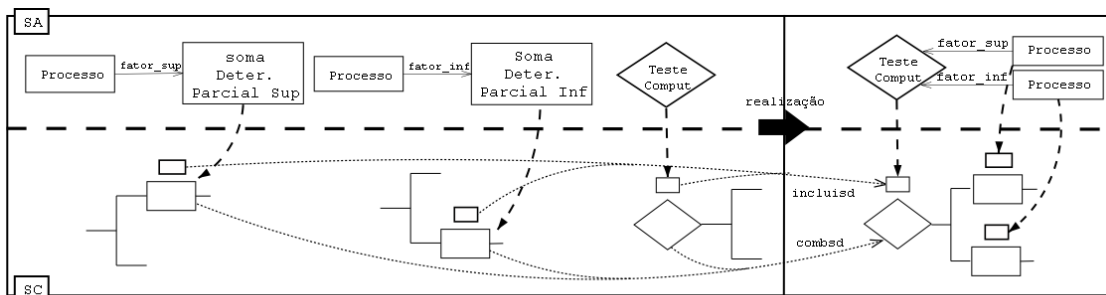 SA
Processo
fator_sup
soma
Deter.
Parcial Sup
Processo
fator_inf
Soma
Deter.
Parcial Inf
Teste
Comput
realização
Teste
Comput
fator_sup
fator_inf
Processo
Processo
incluisd
combsd
SC